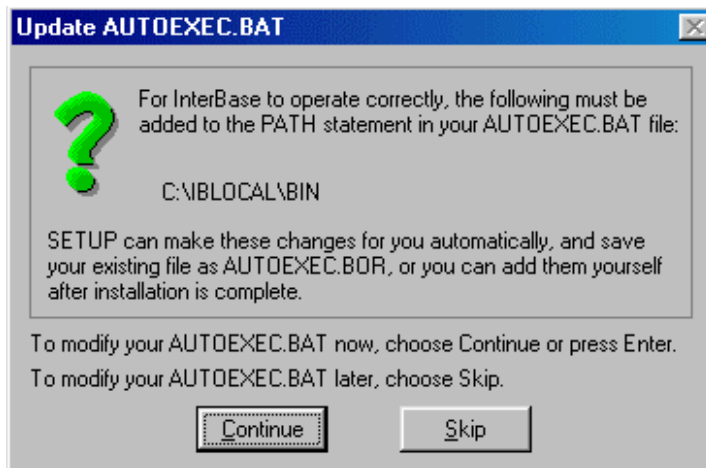 Update AUTOEXEC.BAT
For InterBase to operate correctly, the following must be
added to the PATH statement in your AUTOEXEC.BAT file:
C:\IBLOCAL\BIN
SETUP can make these changes for you automatically, and save
your existing file as AUTOEXEC.BOR, or you can add them yourself
after installation is complete.
To modify your AUTOEXEC.BAT now, choose Continue or press Enter.
To modify your AUTOEXEC.BAT later, choose Skip.
Continue Skip